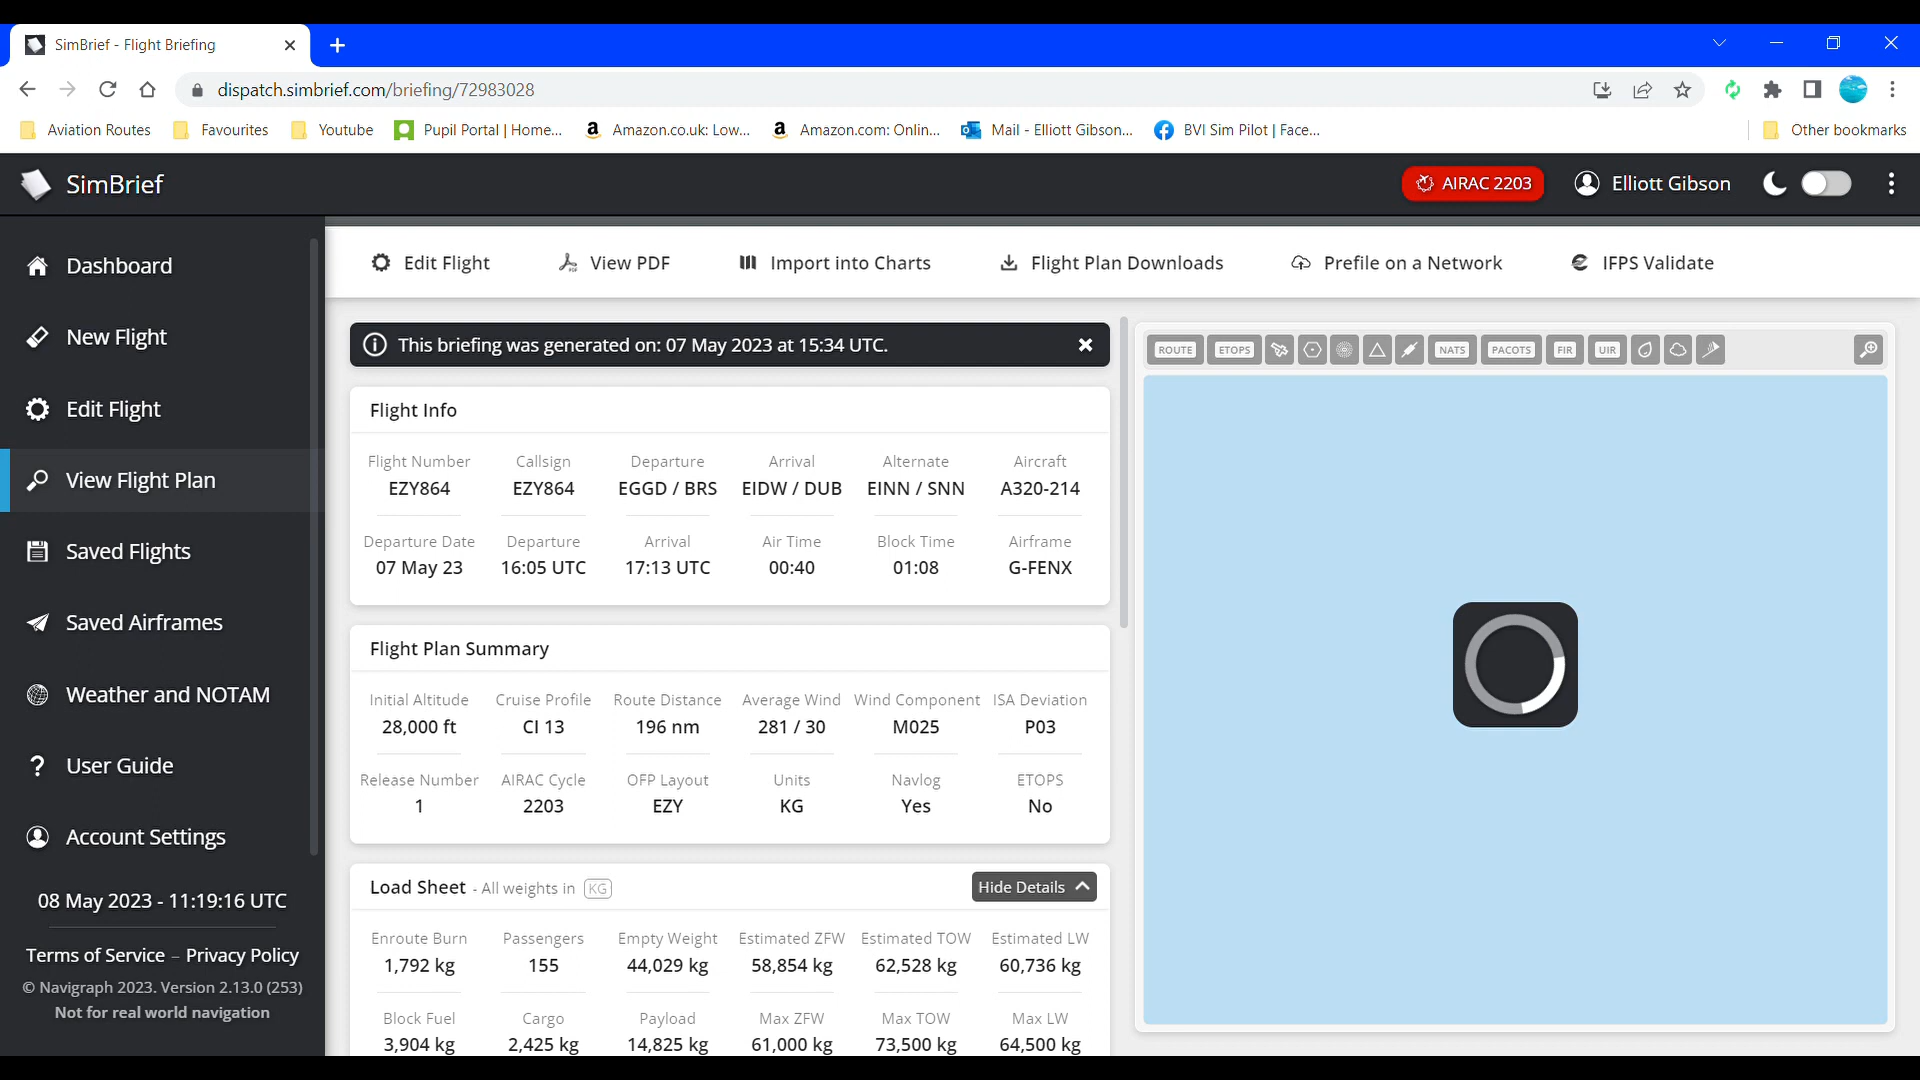 SimBrief - Flight Briefing
dispatch.simbrief.com/briefing/72983028
Aviation Routes Favourites Youtube Pupil Portal | Home... Amazon.co.uk: Low... Amazon.com: Onlin... Mail - Elliott Gibson... BVI Sim Pilot | Face... Other bookmarks
SimBrief AIRAC 2203 Elliott Gibson
Dashboard
New Flight
Edit Flight
View Flight Plan
Saved Flights
Saved Airframes
Weather and NOTAM
User Guide
Account Settings
08 May 2023 - 11:19:16 UTC
Terms of Service – Privacy Policy
© Navigraph 2023. Version 2.13.0 (253)
Not for real world navigation
Edit Flight View PDF Import into Charts Flight Plan Downloads Prefile on a Network IFPS Validate
This briefing was generated on: 07 May 2023 at 15:34 UTC.
Flight Info
Flight Number Callsign Departure Arrival Alternate Aircraft
EZY864 EZY864 EGGD / BRS EIDW / DUB EINN / SNN A320-214
Departure Date Departure Arrival Air Time Block Time Airframe
07 May 23 16:05 UTC 17:13 UTC 00:40 01:08 G-FENX
Flight Plan Summary
Initial Altitude Cruise Profile Route Distance Average Wind Wind Component ISA Deviation
28,000 ft CI 13 196 nm 281 / 30 M025 P03
Release Number AIRAC Cycle OFP Layout Units Navlog ETOPS
1 2203 EZY KG Yes No
Load Sheet - All weights in KG Hide Details
Enroute Burn Passengers Empty Weight Estimated ZFW Estimated TOW Estimated LW
1,792 kg 155 44,029 kg 58,854 kg 62,528 kg 60,736 kg
Block Fuel Cargo Payload Max ZFW Max TOW Max LW
3,904 kg 2,425 kg 14,825 kg 61,000 kg 73,500 kg 64,500 kg
ROUTE ETOPS NATS PACOTS FIR UIR